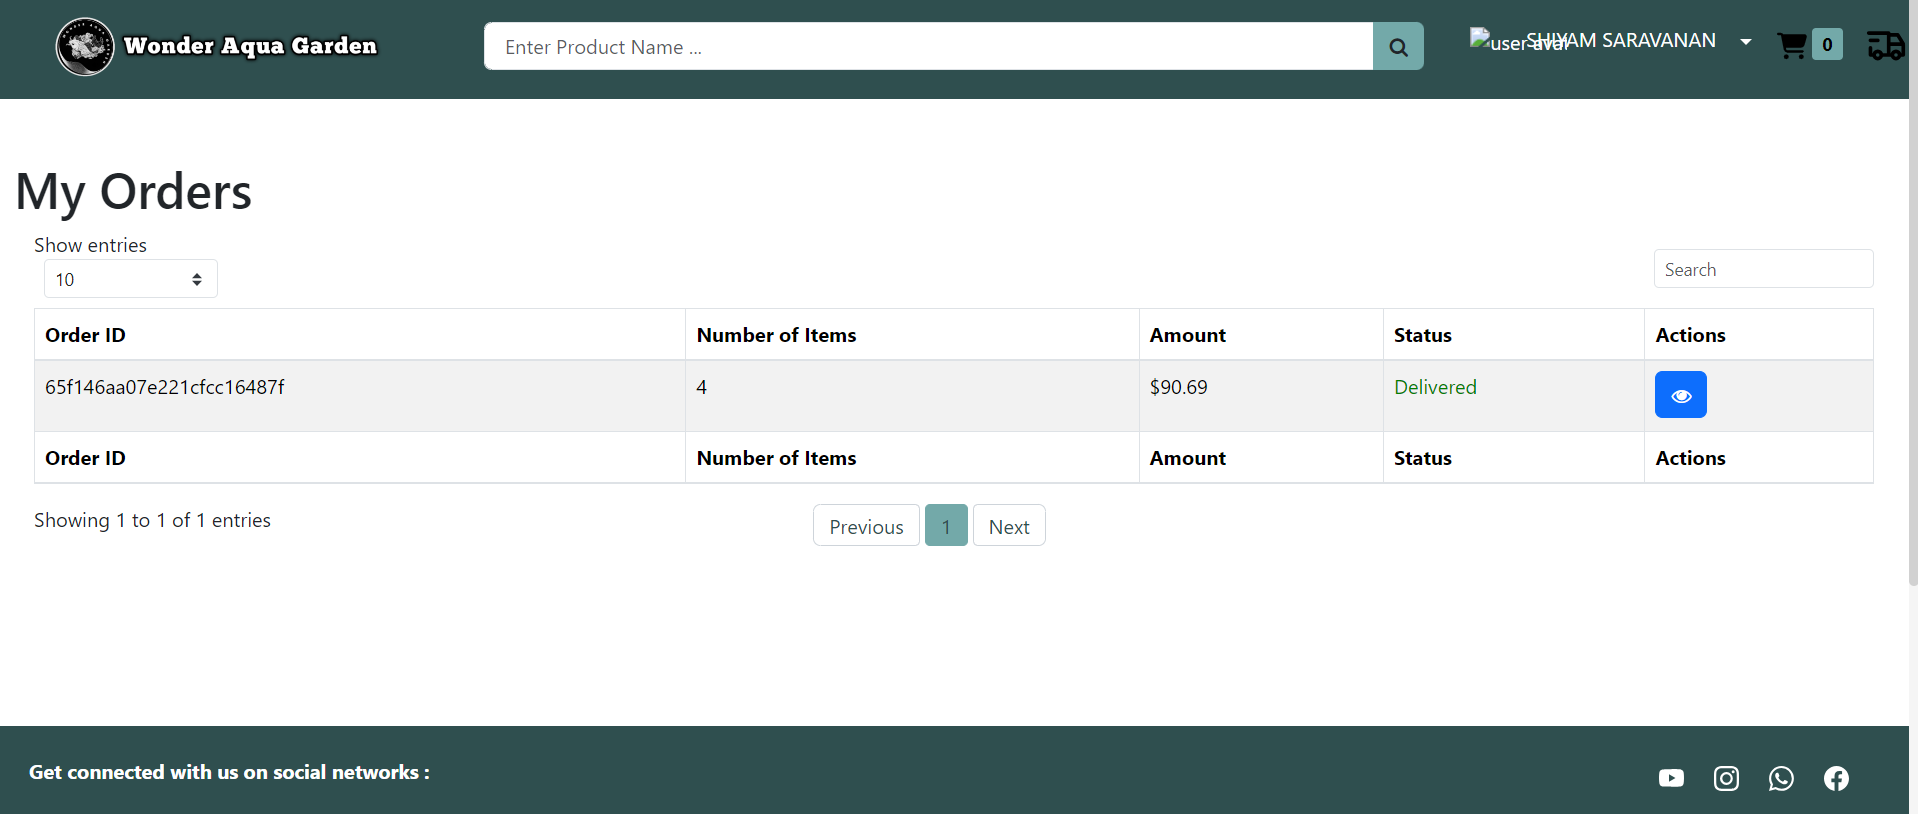 Wonder Aqua Garden
Enter Product Name ...
user-avat
SHIYAM SARAVANAN
0
My Orders
Show entries
10
Search
Order ID Number of Items Amount Status Actions
65f146aa07e221cfcc16487f 4 $90.69 Delivered
Order ID Number of Items Amount Status Actions
Showing 1 to 1 of 1 entries
Previous 1 Next
Get connected with us on social networks :